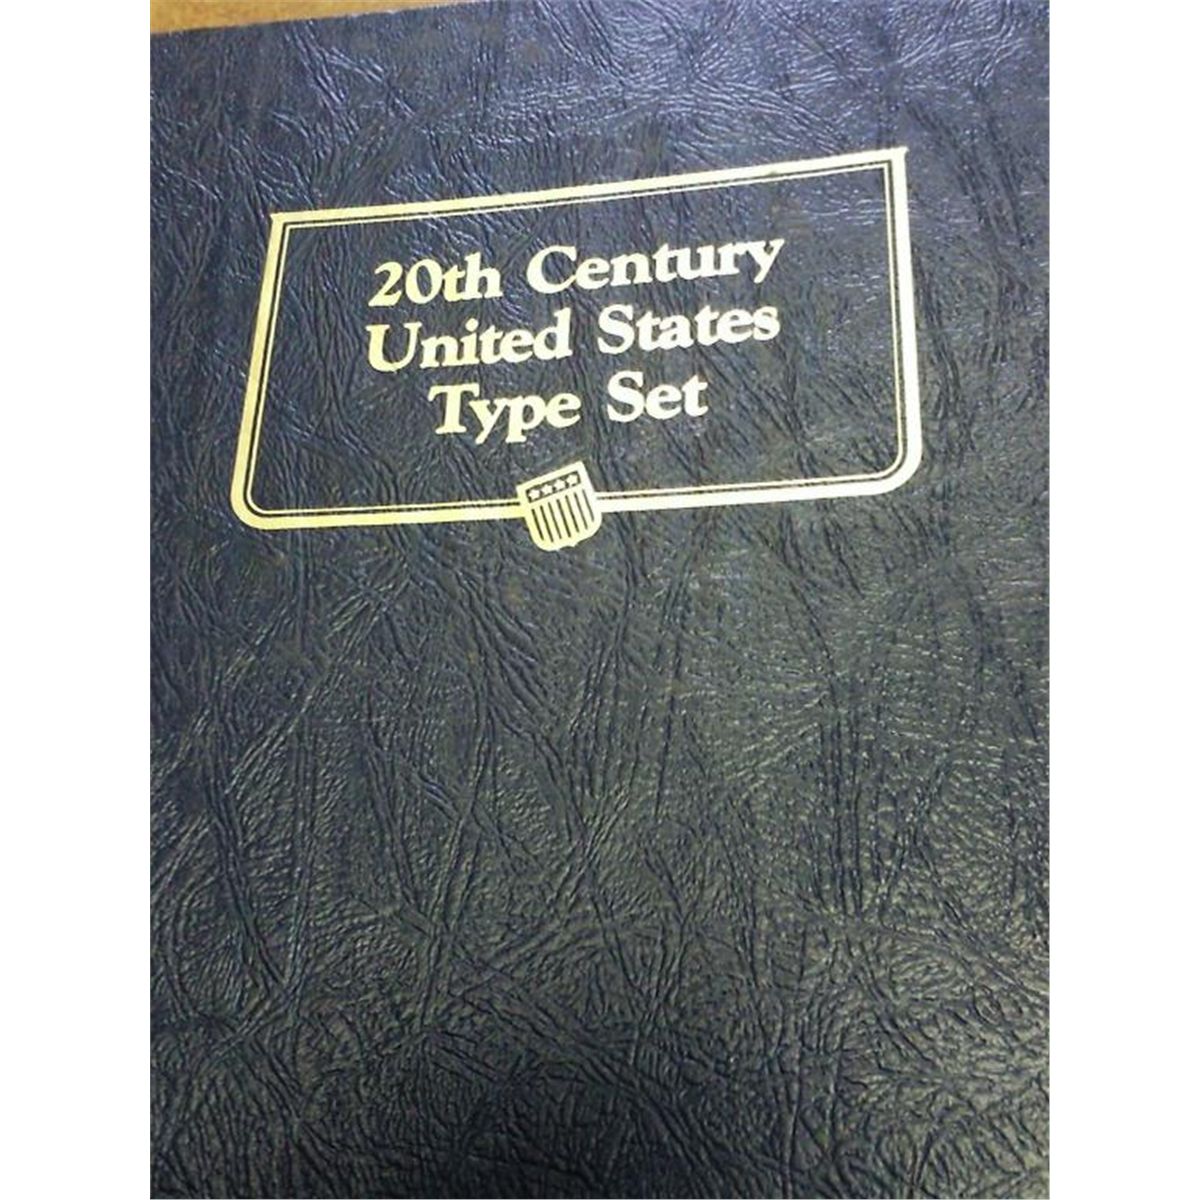 20th Century
United States
Type Set